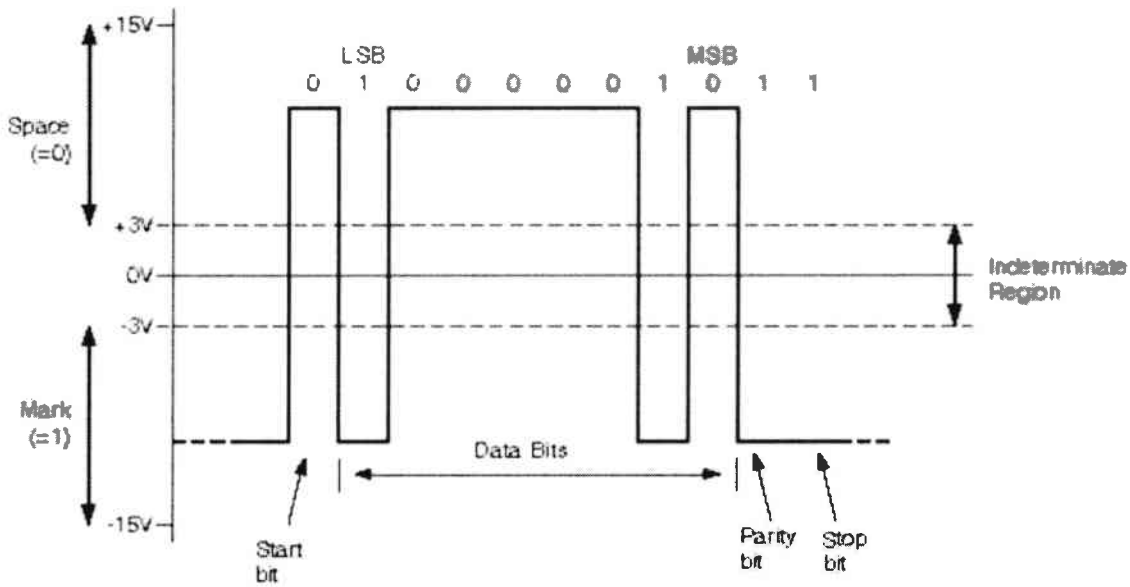 +15V
LSB MSB
0 1 0 0 0 0 0 1 0 1 1
Space
(=0)
+3V
0V
Indeterminate
Region
-3V
Mark
(=1)
Data Bits
-15V
Start
bit
Parity
bit
Stop
bit